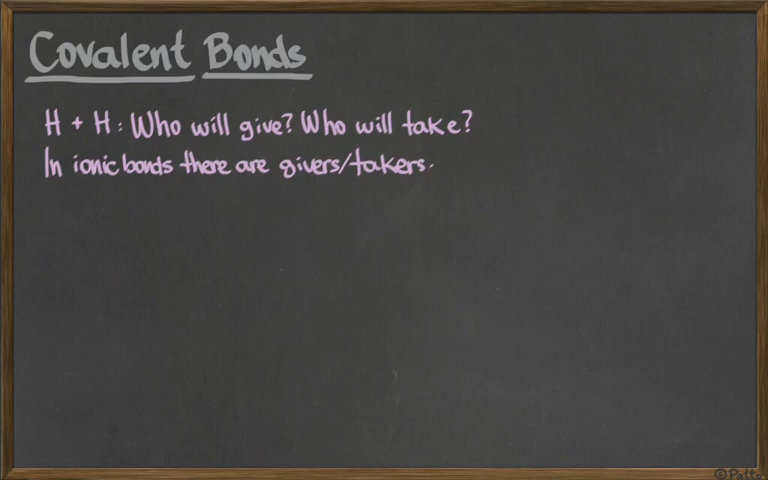 Covalent Bonds
H + H: Who will give? Who will take?
In ionic bonds there are givers/takers.